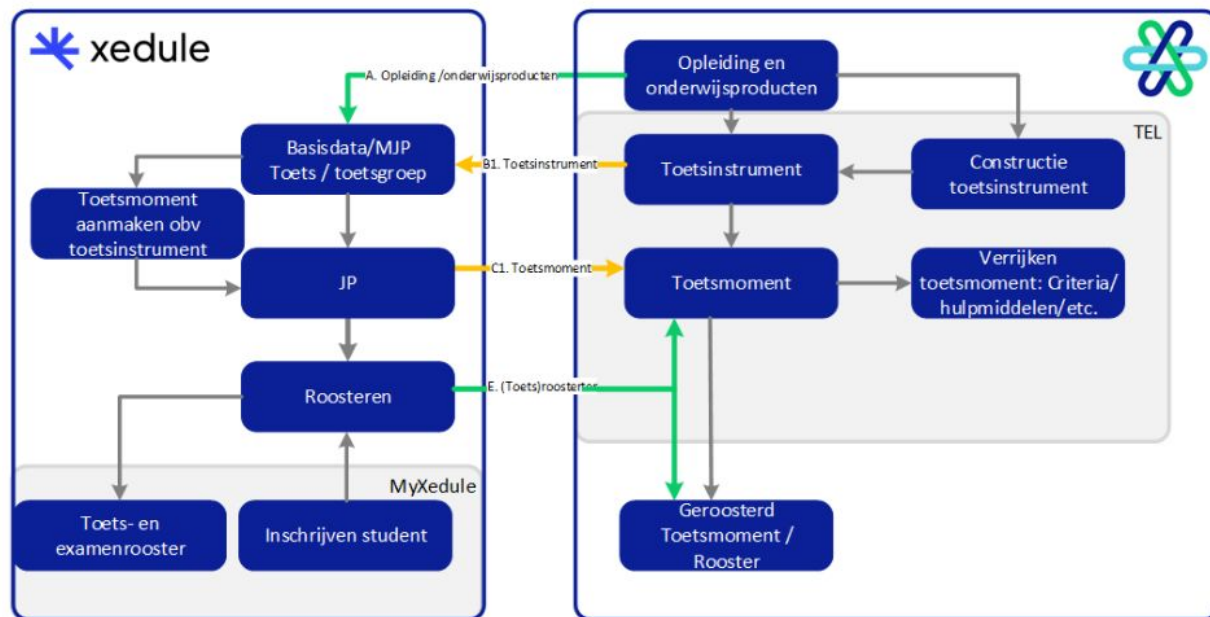 xedule
A. Opleiding /onderwijsproducten
Opleiding en
onderwijsproducten
TEL
Basisdata/MJP
Toets / toetsgroep
B1. Toetsinstrument
Toetsinstrument
Constructie
toetsinstrument
Toetsmoment
aanmaken obv
toetsinstrument
JP
C1. Toetsmoment
Toetsmoment
Verrijken
toetsmoment: Criteria/
hulpmiddelen/etc.
Roosteren
E. (Toets)roostertor
MyXedule
Toets- en
examenrooster
Inschrijven student
Geroosterd
Toetsmoment /
Rooster